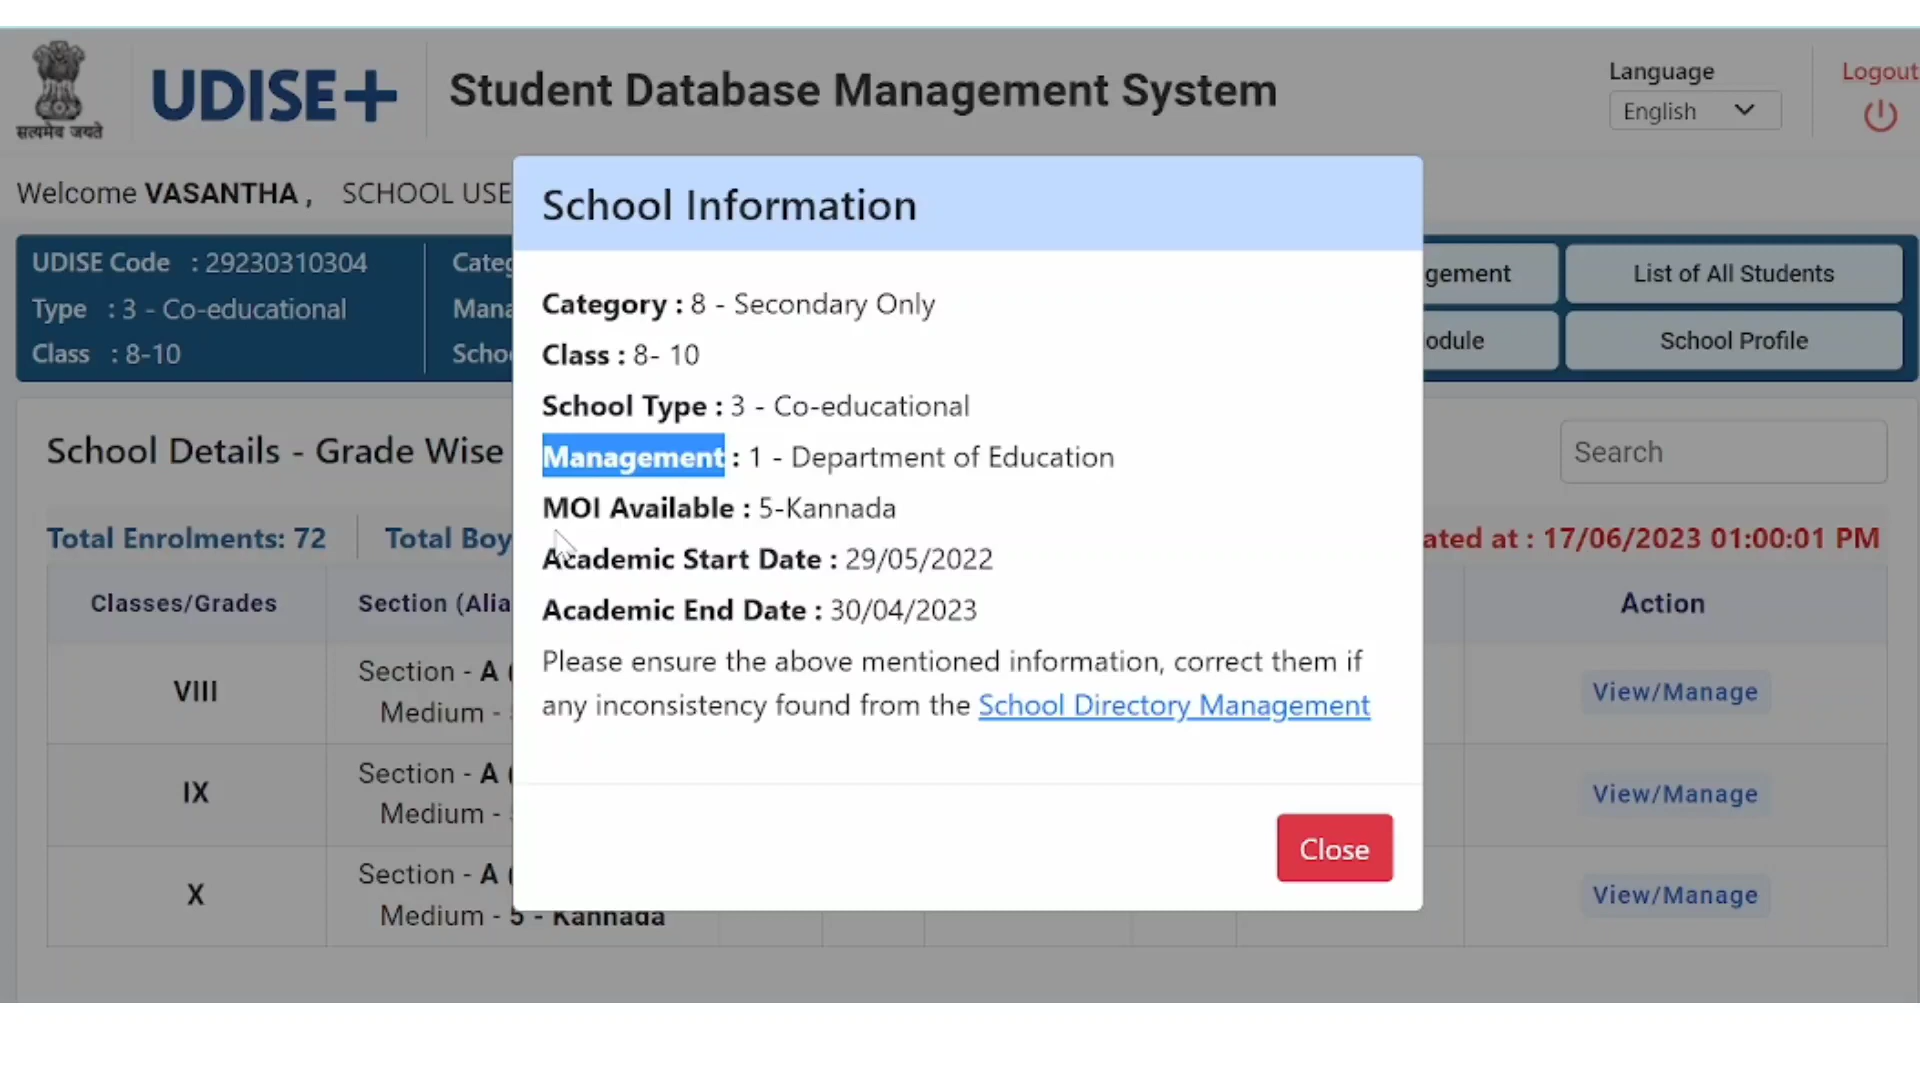 सत्यमेव जयते
UDISE+
Student Database Management System
Language
English
Logout
Welcome VASANTHA , SCHOOL USE
UDISE Code : 29230310304
Type : 3 - Co-educational
Class : 8-10
List of All Students
School Profile
School Information
Category : 8 - Secondary Only
Class : 8- 10
School Type : 3 - Co-educational
Management : 1 - Department of Education
MOI Available : 5-Kannada
Academic Start Date : 29/05/2022
Academic End Date : 30/04/2023
Please ensure the above mentioned information, correct them if
any inconsistency found from the School Directory Management
Close
School Details - Grade Wise
Search
Total Enrolments: 72
Total Boy
ated at : 17/06/2023 01:00:01 PM
Classes/Grades
Section (Alia
Action
VIII
Section - A (
Medium -
View/Manage
IX
Section - A (
Medium -
View/Manage
X
Section - A (
Medium - 5 - Kannada
View/Manage